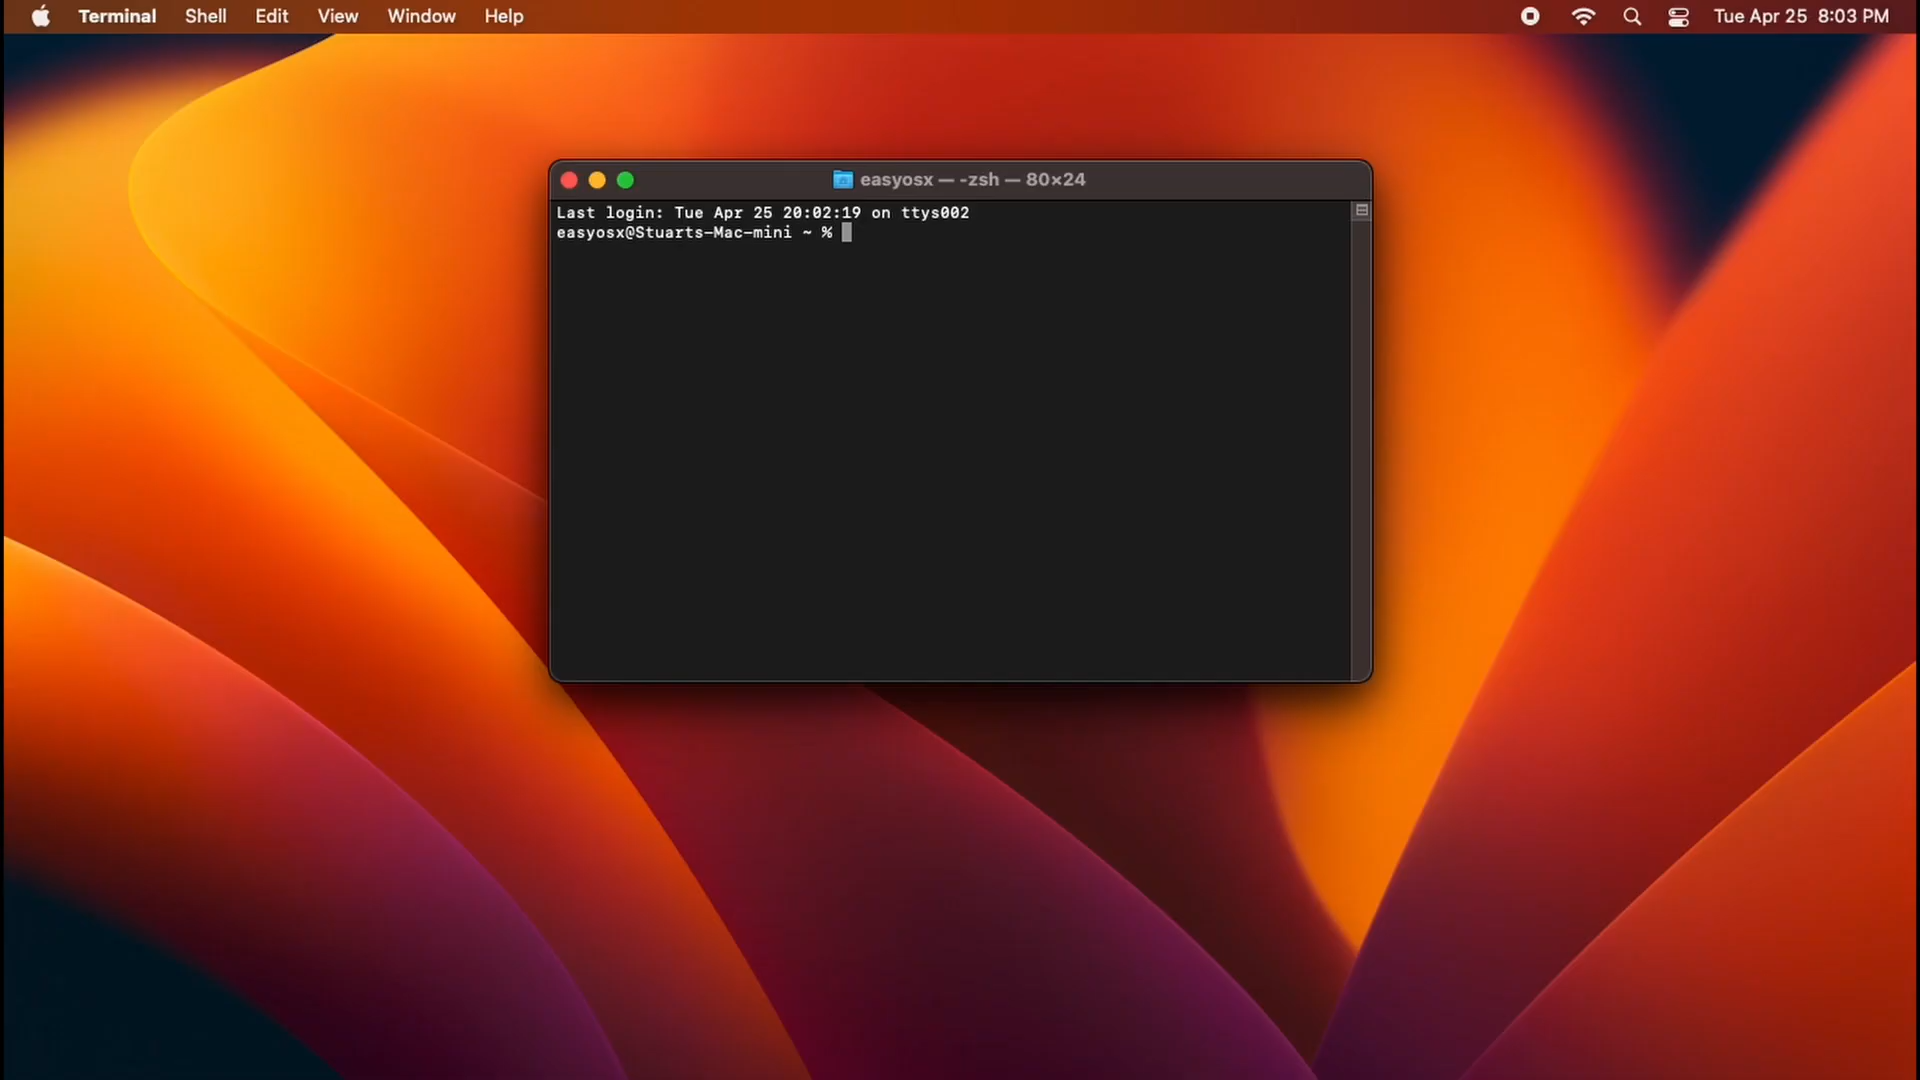 Terminal Shell Edit View Window Help Tue Apr 25 8:03 PM
easyosx — -zsh — 80×24
Last login: Tue Apr 25 20:02:19 on ttys002
easyosx@Stuarts-Mac-mini ~ %